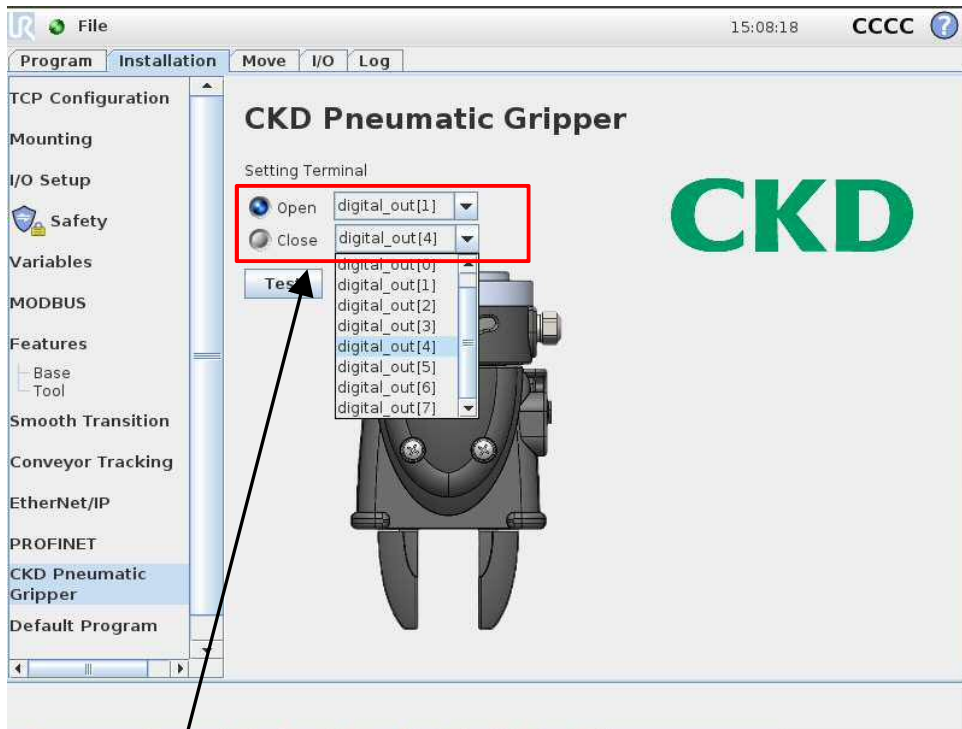 File
15:08:18
CCCC
?
Program
Installation
Move
I/O
Log
TCP Configuration
Mounting
I/O Setup
Safety
Variables
MODBUS
Features
Base
Tool
Smooth Transition
Conveyor Tracking
EtherNet/IP
PROFINET
CKD Pneumatic
Gripper
Default Program
CKD Pneumatic Gripper
Setting Terminal
Open
digital_out[1]
Close
digital_out[4]
digital_out[0]
digital_out[1]
digital_out[2]
digital_out[3]
digital_out[4]
digital_out[5]
digital_out[6]
digital_out[7]
Test
CKD